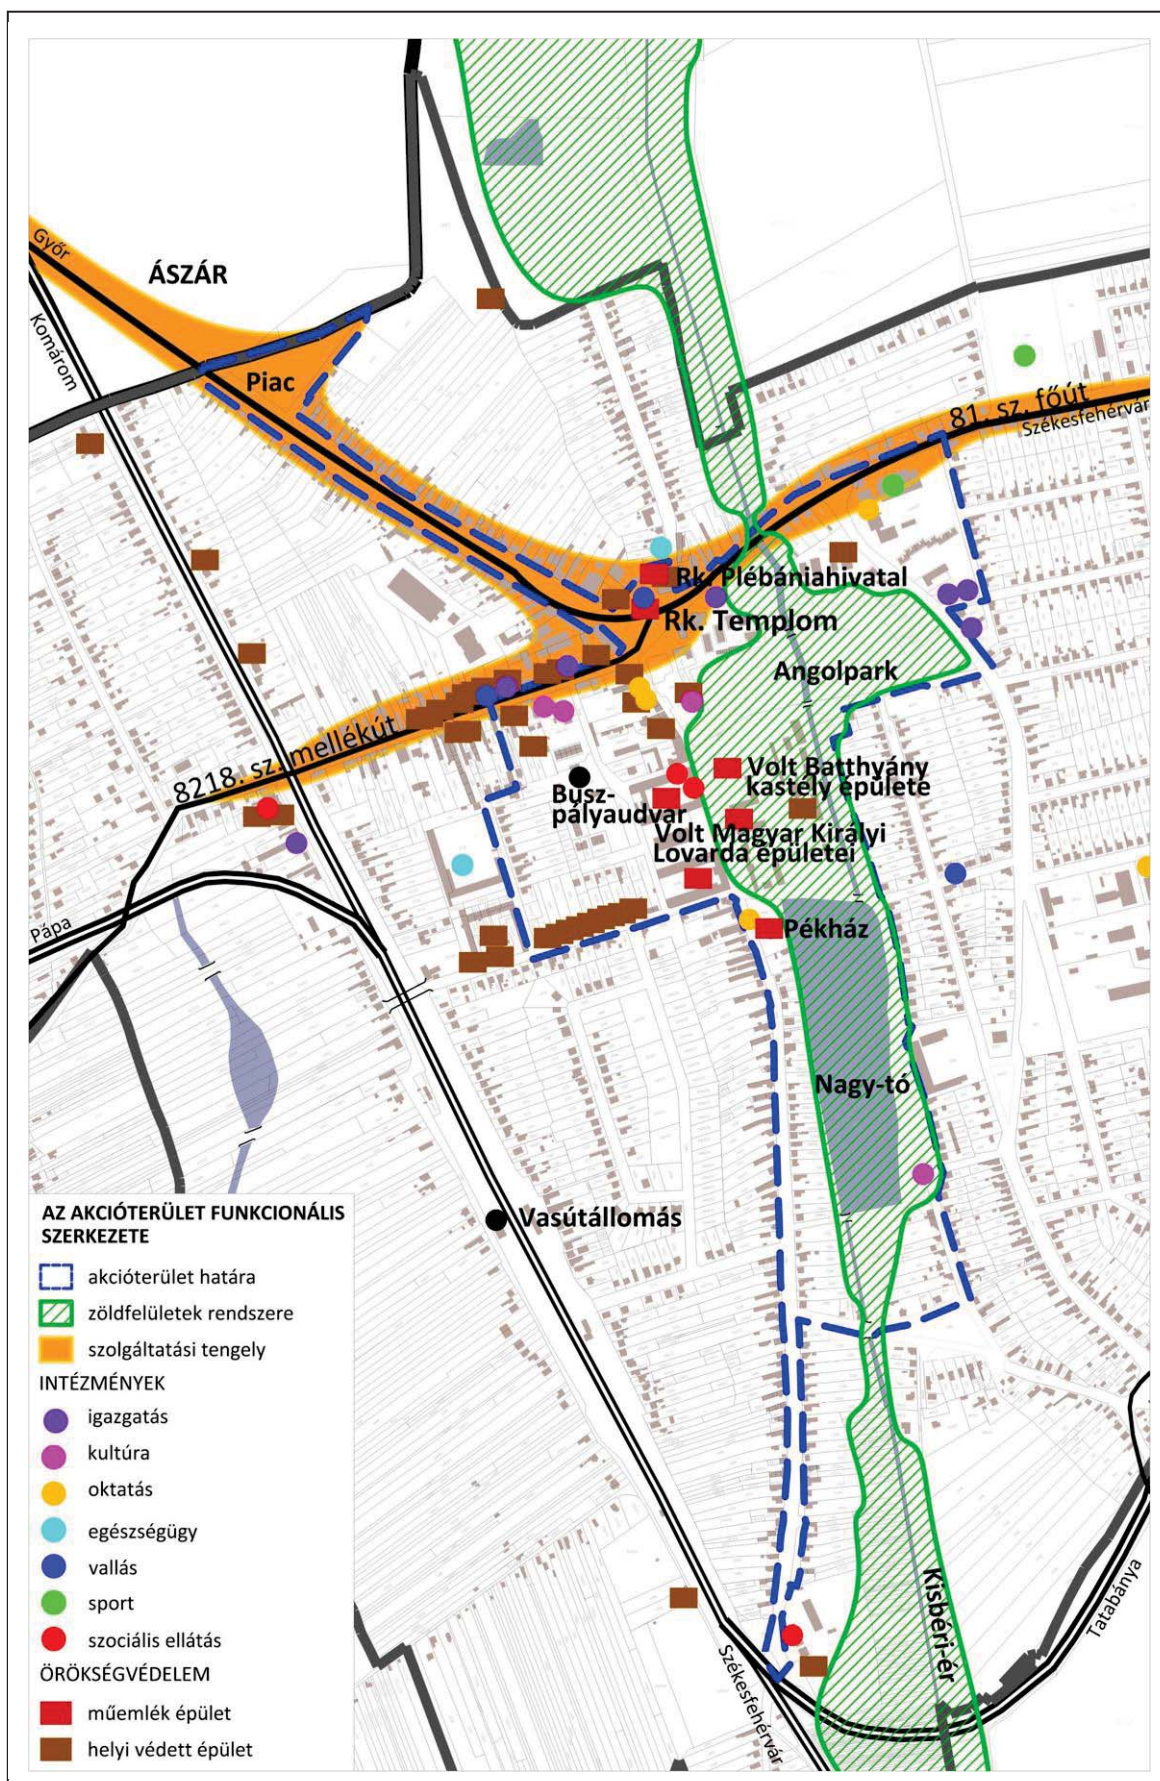 Győr
ÁSZÁR
Komárom
Piac
81. sz. főút
Székesfehérvár
Rk. Plébániahivatal
Rk. Templom
Angolpark
8218. sz. mellékút
Busz-
pályaudvar
Volt Batthyány
kastély épülete
Volt Magyar Királyi
Lovarda épületei
Pápa
Pékház
Nagy-tó
Vasútállomás
Kisbéri-ér
Tatabánya
Székesfehérvár
AZ AKCIÓTERÜLET FUNKCIONÁLIS
SZERKEZETE
akcióterület határa
zöldfelületek rendszere
szolgáltatási tengely
INTÉZMÉNYEK
igazgatás
kultúra
oktatás
egészségügy
vallás
sport
szociális ellátás
ÖRÖKSÉGVÉDELEM
műemlék épület
helyi védett épület